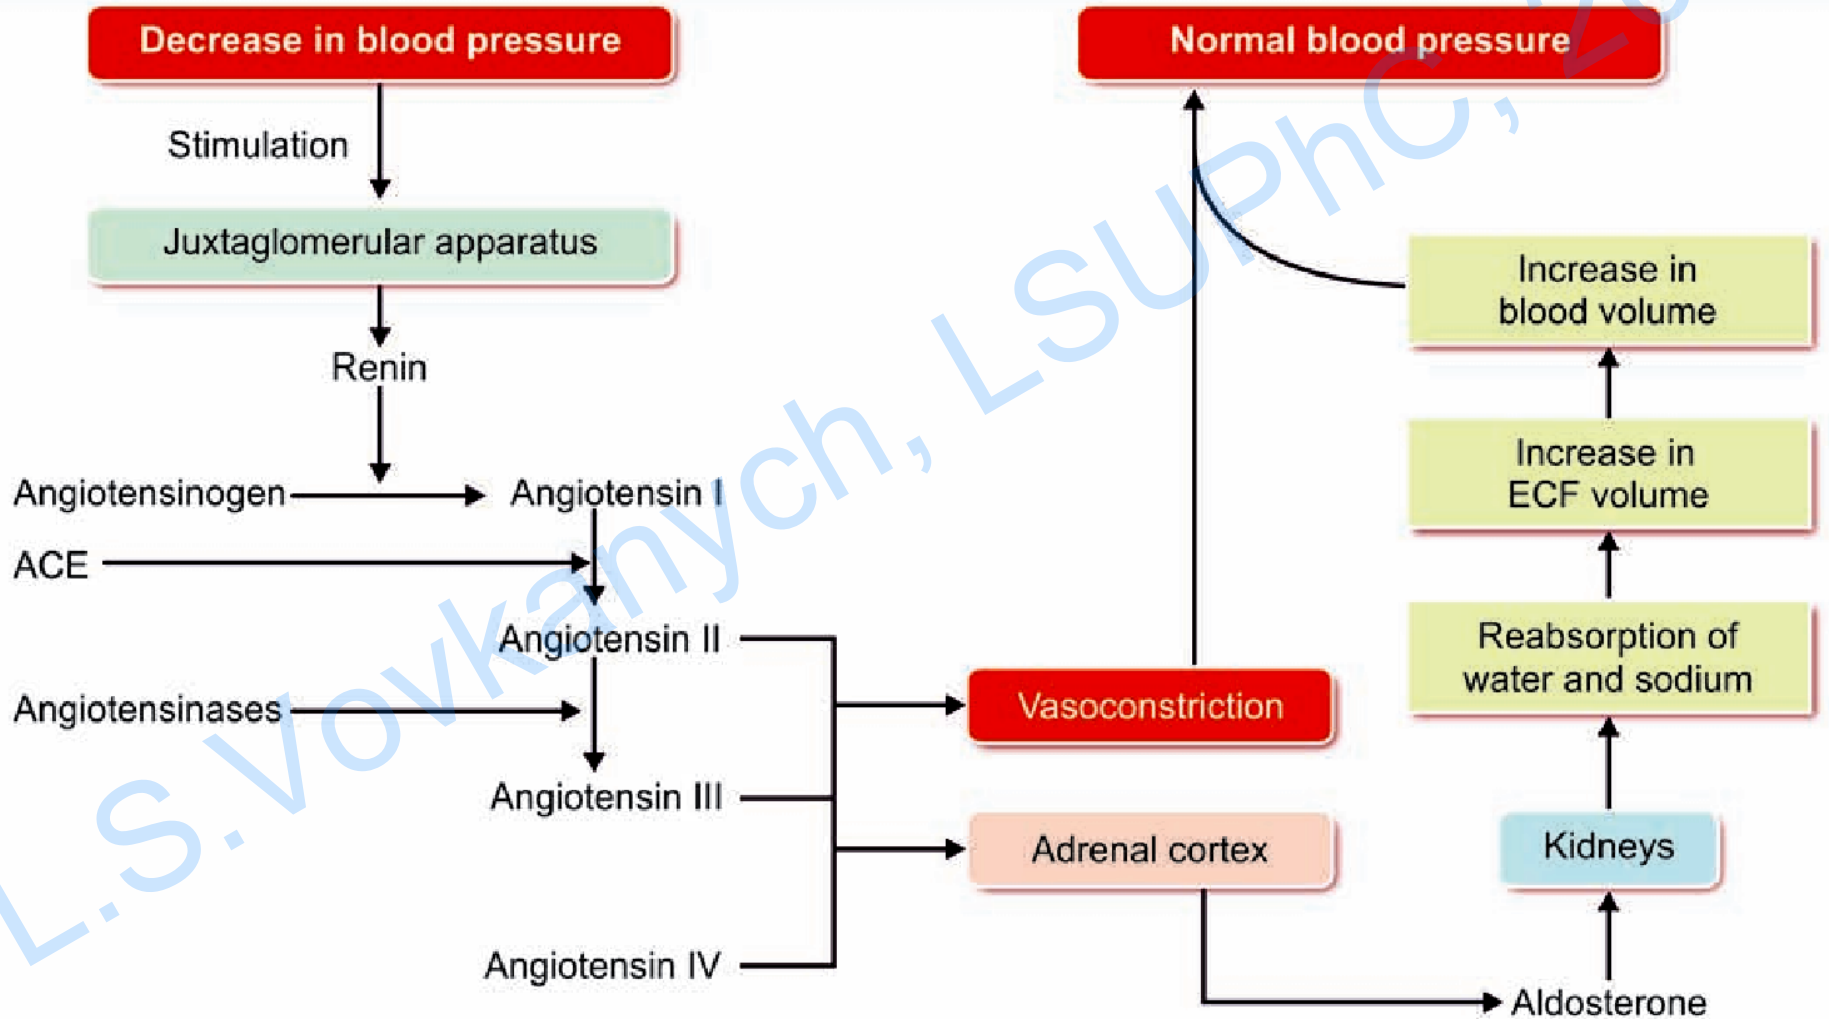 Decrease in blood pressure
Normal blood pressure
Stimulation
Juxtaglomerular apparatus
Renin
Angiotensinogen
Angiotensin I
ACE
Angiotensin II
Angiotensinases
Angiotensin III
Angiotensin IV
Vasoconstriction
Adrenal cortex
Aldosterone
Kidneys
Reabsorption of
water and sodium
Increase in
ECF volume
Increase in
blood volume
L.S.Vovkanych, LSUPhC,